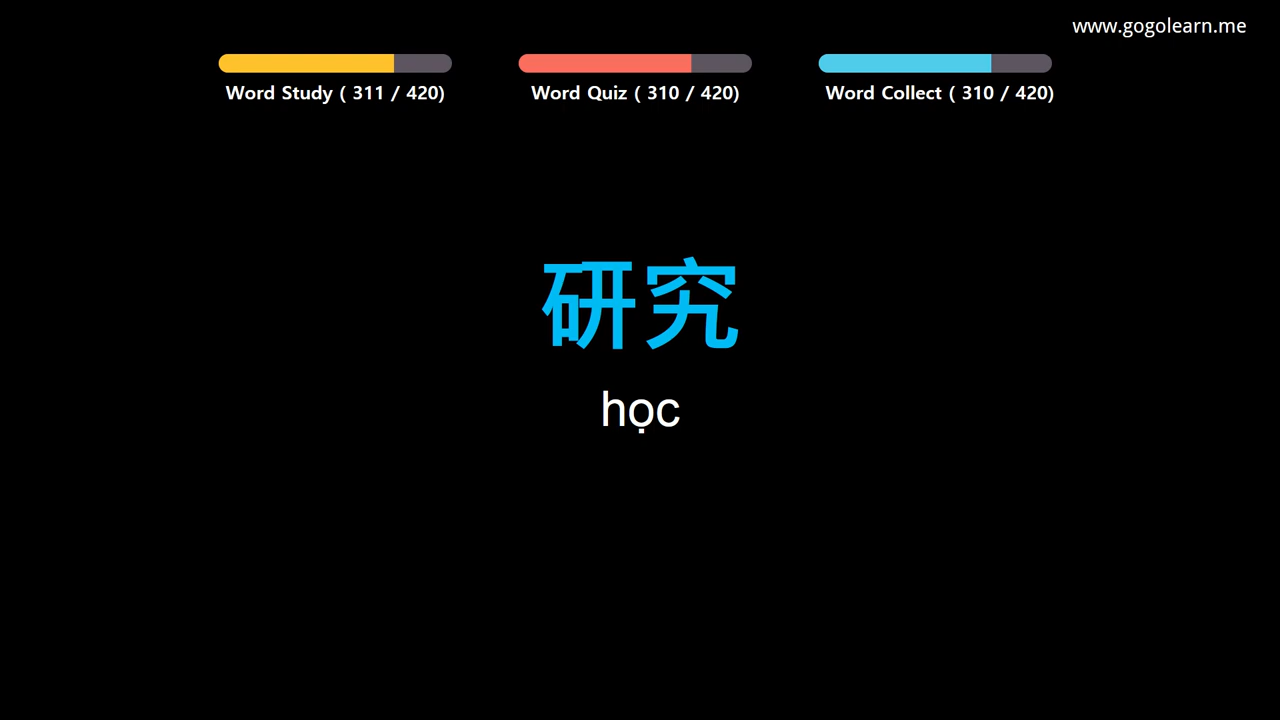 www.gogolearn.me
Word Study ( 311 / 420)
Word Quiz ( 310 / 420)
Word Collect ( 310 / 420)
研究
học